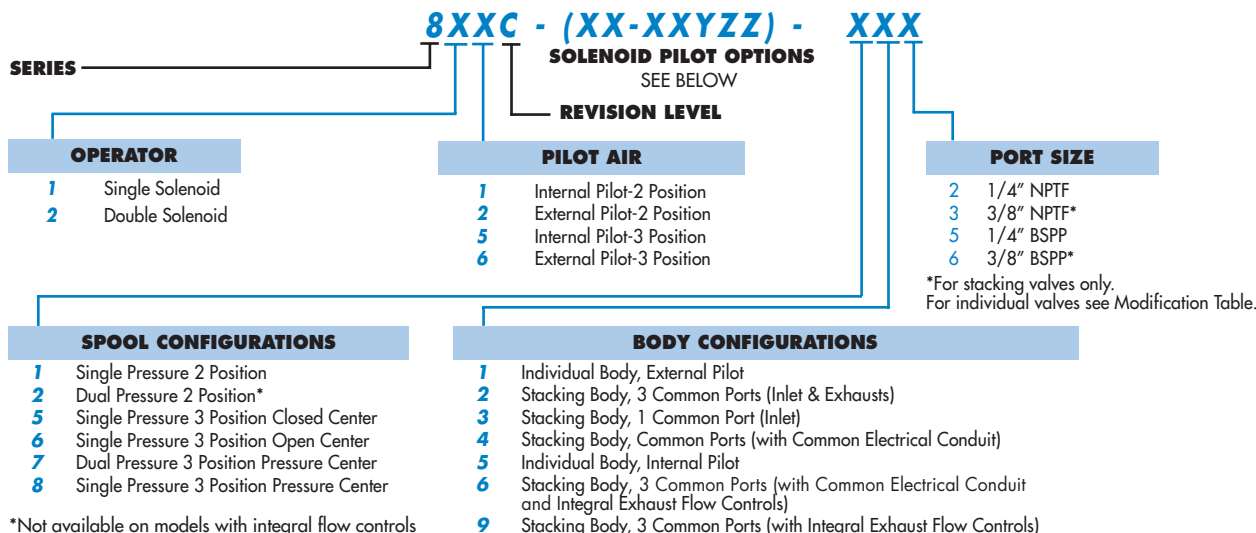 8XXC - (XX-XXYZZ) - XXX
SERIES
SOLENOID PILOT OPTIONS
SEE BELOW
REVISION LEVEL
OPERATOR
1 Single Solenoid
2 Double Solenoid
PILOT AIR
1 Internal Pilot-2 Position
2 External Pilot-2 Position
5 Internal Pilot-3 Position
6 External Pilot-3 Position
PORT SIZE
2 1/4" NPTF
3 3/8" NPTF*
5 1/4" BSPP
6 3/8" BSPP*
*For stacking valves only.
For individual valves see Modification Table.
SPOOL CONFIGURATIONS
1 Single Pressure 2 Position
2 Dual Pressure 2 Position*
5 Single Pressure 3 Position Closed Center
6 Single Pressure 3 Position Open Center
7 Dual Pressure 3 Position Pressure Center
8 Single Pressure 3 Position Pressure Center
*Not available on models with integral flow controls
BODY CONFIGURATIONS
1 Individual Body, External Pilot
2 Stacking Body, 3 Common Ports (Inlet & Exhausts)
3 Stacking Body, 1 Common Port (Inlet)
4 Stacking Body, Common Ports (with Common Electrical Conduit)
5 Individual Body, Internal Pilot
6 Stacking Body, 3 Common Ports (with Common Electrical Conduit
and Integral Exhaust Flow Controls)
9 Stacking Body, 3 Common Ports (with Integral Exhaust Flow Controls)